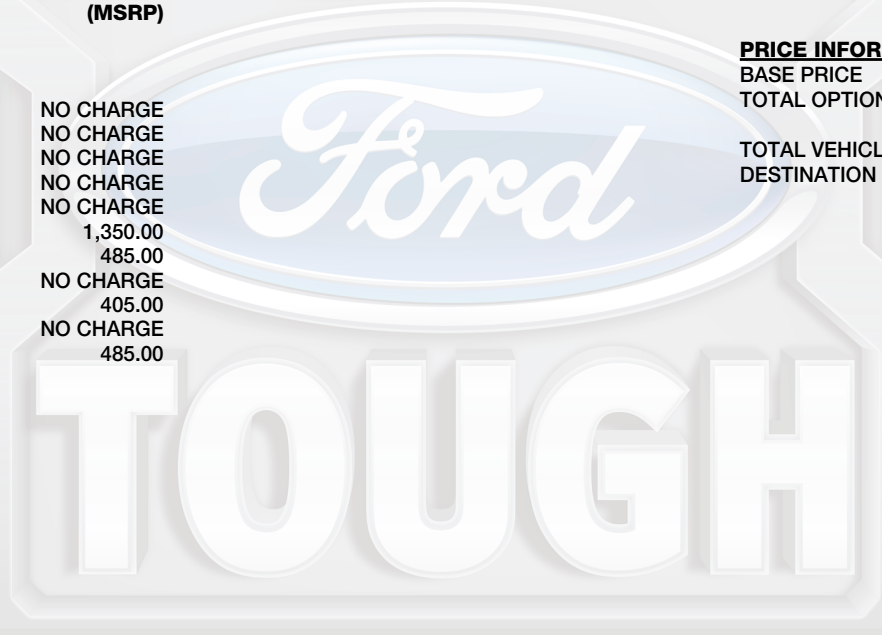 (MSRP)
NO CHARGE
NO CHARGE
NO CHARGE
NO CHARGE
NO CHARGE
1,350.00
485.00
NO CHARGE
405.00
NO CHARGE
485.00
PRICE INFOR
BASE PRICE
TOTAL OPTION
TOTAL VEHICL
DESTINATION
Ford
TOUGH